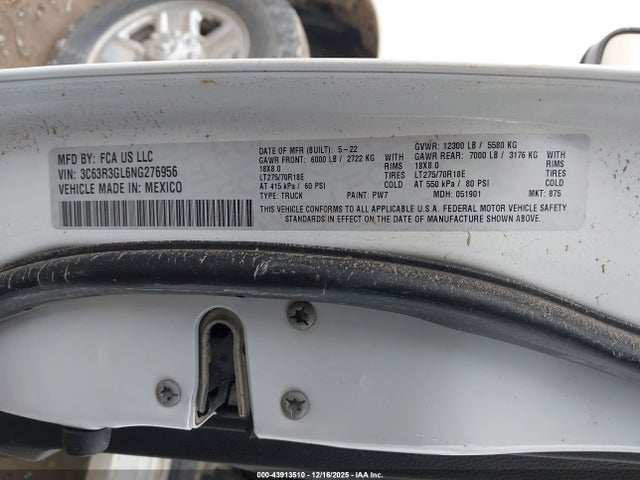 MFD BY: FCA US LLC
VIN: 3C63R3GL6NG276956
VEHICLE MADE IN: MEXICO
DATE OF MFR (BUILT): 5-22
GAWR FRONT: 6000 LB / 2722 KG WITH
18X8.0 RIMS
LT275/70R18E TIRES
AT 415 kPa / 60 PSI COLD
TYPE: TRUCK PAINT: PW7
GVWR: 12300 LB / 5580 KG
GAWR REAR: 7000 LB / 3176 KG WITH
18X8.0 RIMS
LT275/70R18E TIRES
AT 550 kPa / 80 PSI COLD
MDH: 051901 MKT: 875
THIS VEHICLE CONFORMS TO ALL APPLICABLE U.S.A. FEDERAL MOTOR VEHICLE SAFETY
STANDARDS IN EFFECT ON THE DATE OF MANUFACTURE SHOWN ABOVE.
000-43913510 - 12/16/2025 - IAA Inc.